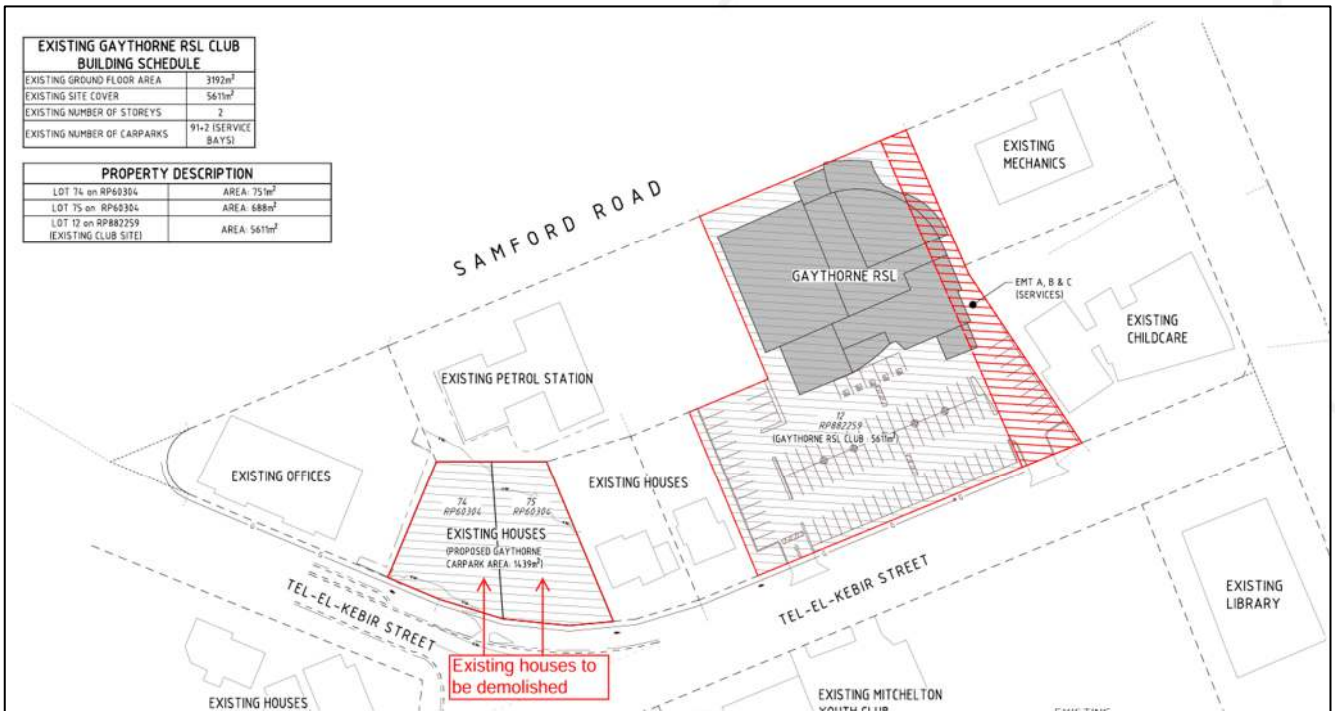 EXISTING GAYTHORNE RSL CLUB
BUILDING SCHEDULE
EXISTING GROUND FLOOR AREA 3192m²
EXISTING SITE COVER 5611m²
EXISTING NUMBER OF STOREYS 2
EXISTING NUMBER OF CARPARKS 91+2 (SERVICE
BAYS)
PROPERTY DESCRIPTION
LOT 74 on RP60304 AREA: 751m²
LOT 75 on RP60304 AREA: 688m²
LOT 12 on RP882259
(EXISTING CLUB SITE) AREA: 5611m²
SAMFORD ROAD
EXISTING
MECHANICS
GAYTHORNE RSL
EMT A, B & C
(SERVICES)
EXISTING
CHILDCARE
EXISTING PETROL STATION
12
RP882259
(GAYTHORNE RSL CLUB : 5611m²)
EXISTING OFFICES
EXISTING HOUSES
74
RP60304
75
RP60304
EXISTING HOUSES
(PROPOSED GAYTHORNE
CARPARK AREA: 1439m²)
TEL-EL-KEBIR STREET
TEL-EL-KEBIR STREET
EXISTING
LIBRARY
Existing houses to
be demolished
EXISTING HOUSES
EXISTING MITCHELTON
YOUTH CLUB
EXISTING